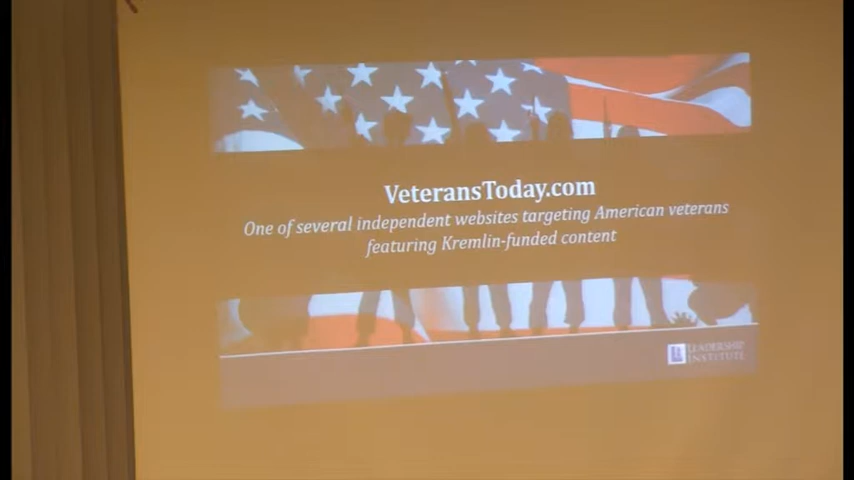 VeteransToday.com
One of several independent websites targeting American veterans
featuring Kremlin-funded content
LEADERSHIP
INSTITUTE